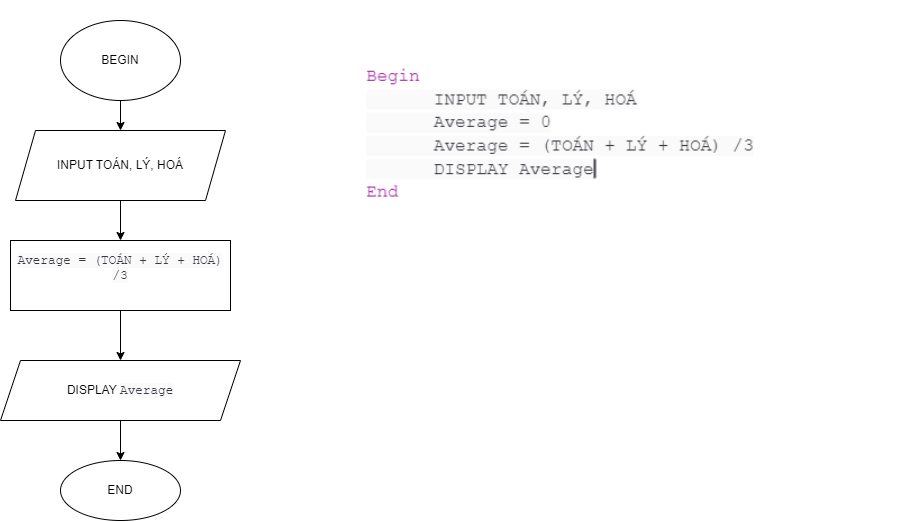 BEGIN
INPUT TOÁN, LÝ, HOÁ
Average = (TOÁN + LÝ + HOÁ)
/3
DISPLAY Average
END
Begin
INPUT TOÁN, LÝ, HOÁ
Average = 0
Average = (TOÁN + LÝ + HOÁ) /3
DISPLAY Average
End